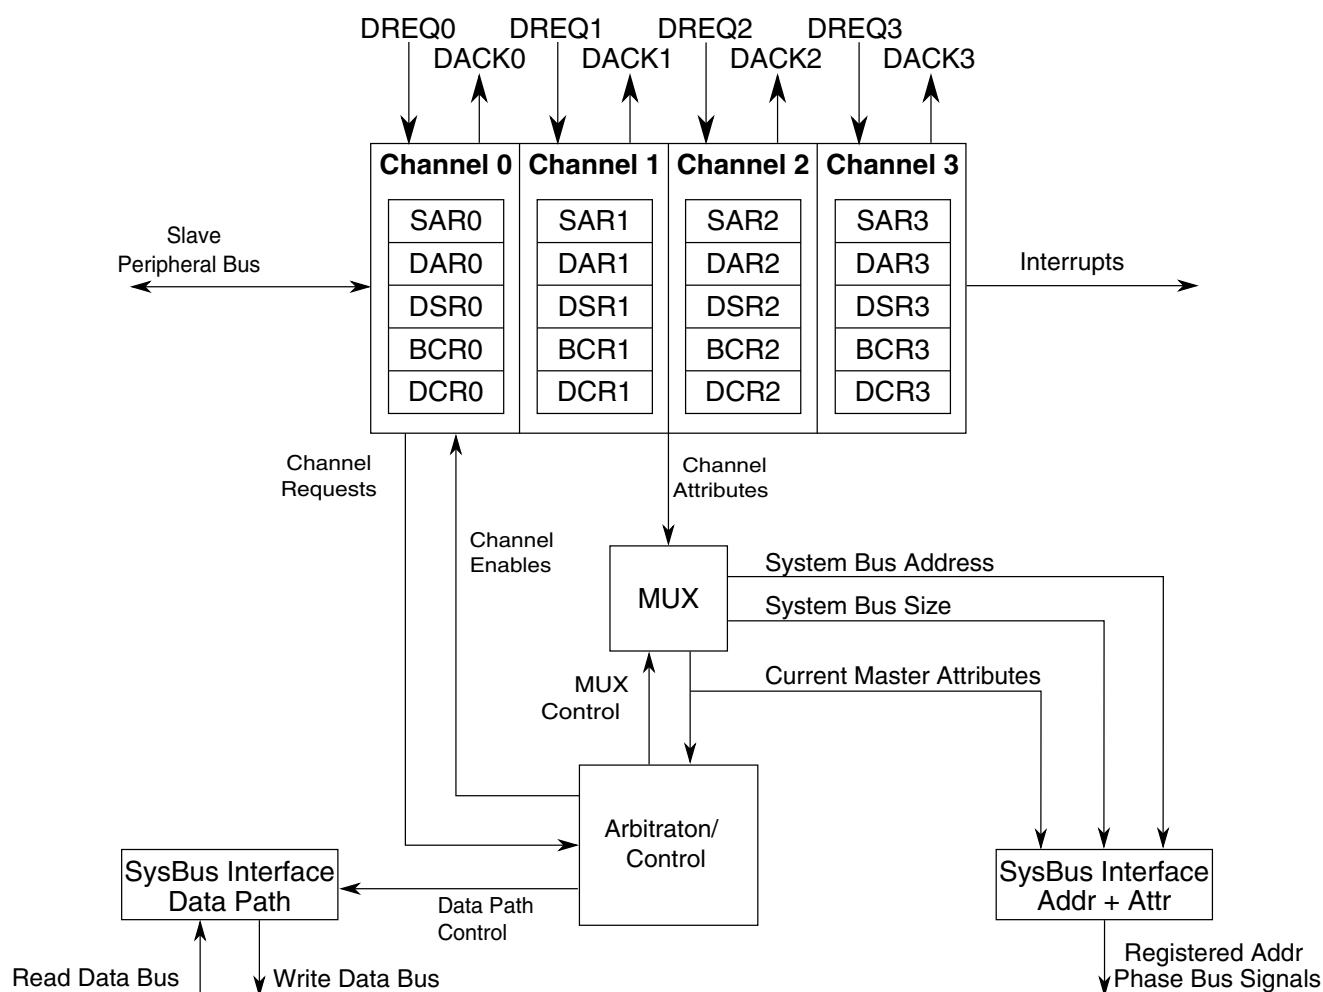 DREQ0 DREQ1 DREQ2 DREQ3
DACK0 DACK1 DACK2 DACK3
Channel 0 Channel 1 Channel 2 Channel 3
SAR0 SAR1 SAR2 SAR3
DAR0 DAR1 DAR2 DAR3
DSR0 DSR1 DSR2 DSR3
BCR0 BCR1 BCR2 BCR3
DCR0 DCR1 DCR2 DCR3
Slave
Peripheral Bus
Interrupts
Channel
Requests
Channel
Attributes
Channel
Enables
MUX
System Bus Address
System Bus Size
Current Master Attributes
MUX
Control
Arbitraton/
Control
SysBus Interface
Data Path
Data Path
Control
SysBus Interface
Addr + Attr
Read Data Bus
Write Data Bus
Registered Addr
Phase Bus Signals